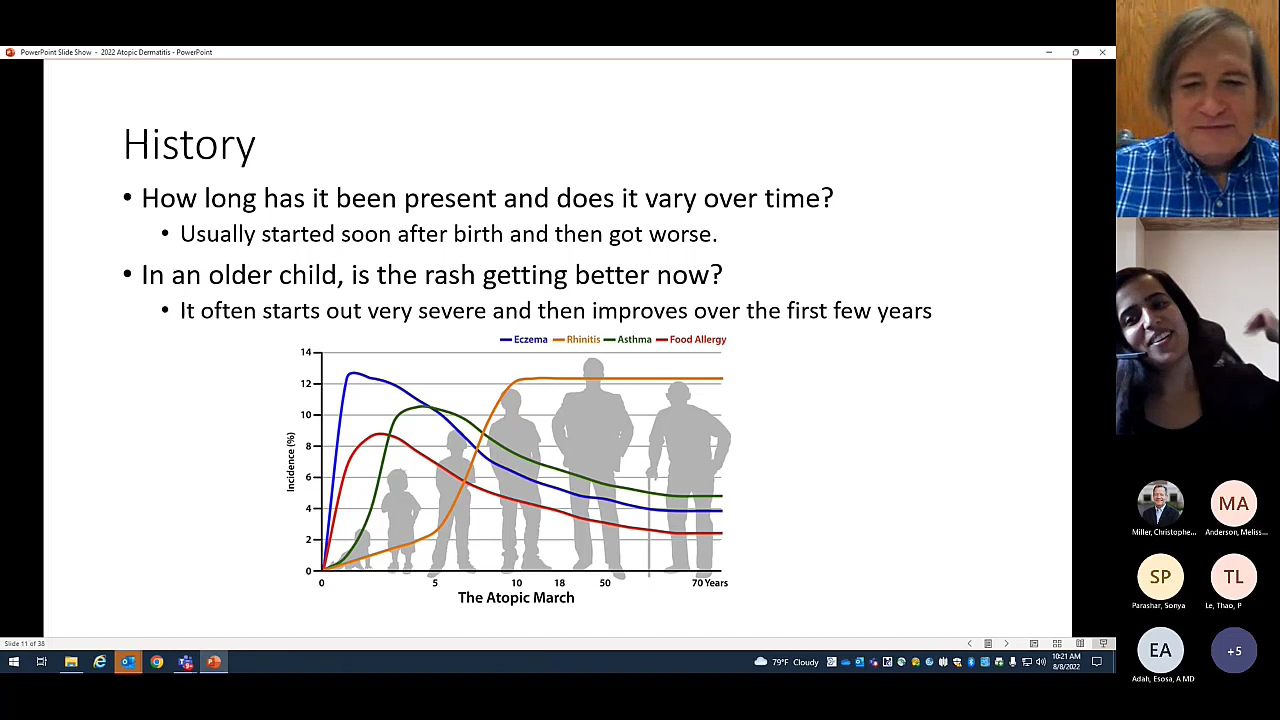 PowerPoint Slide Show - 2022 Atopic Dermatitis - PowerPoint
History
• How long has it been present and does it vary over time?
• Usually started soon after birth and then got worse.
• In an older child, is the rash getting better now?
• It often starts out very severe and then improves over the first few years
Eczema Rhinitis Asthma Food Allergy
14
12
10
8
6
4
2
0
Incidence (%)
0 5 10 18 50 70 Years
The Atopic March
Slide 11 of 38
79°F Cloudy
10:21 AM
8/8/2022
Miller, Christophe...
MA
Anderson, Meliss...
SP
Parashar, Sonya
TL
Le, Thao, P
EA
Adah, Esosa, A MD
+5